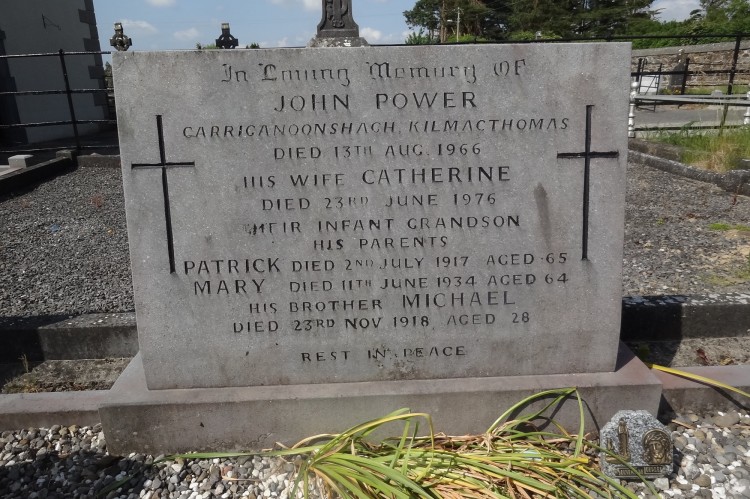 In Loving Memory Of
JOHN POWER
CARRIGANOONSHAGH, KILMACTHOMAS
DIED 13TH AUG. 1966
HIS WIFE CATHERINE
DIED 23RD JUNE 1976
THEIR INFANT GRANDSON
HIS PARENTS
PATRICK DIED 2ND JULY 1917 AGED 65
MARY DIED 11TH JUNE 1934 AGED 64
HIS BROTHER MICHAEL
DIED 23RD NOV 1918, AGED 28
REST IN PEACE